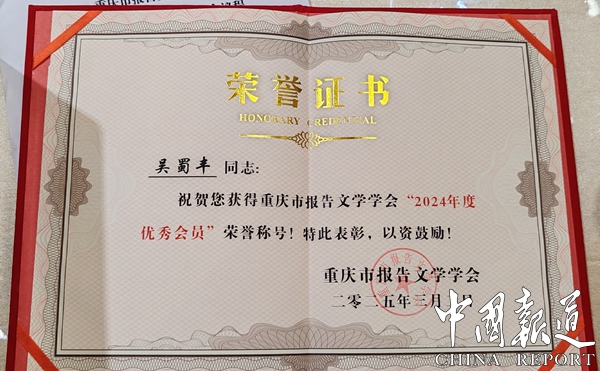 荣誉证书
HONORARY CREDENTIAL
吴蜀丰 同志:
祝贺您获得重庆市报告文学学会“2024年度
优秀会员”荣誉称号!特此表彰,以资鼓励!
重庆市报告文学学会
二零二五年三月 日
中國報道
CHINA REPORT